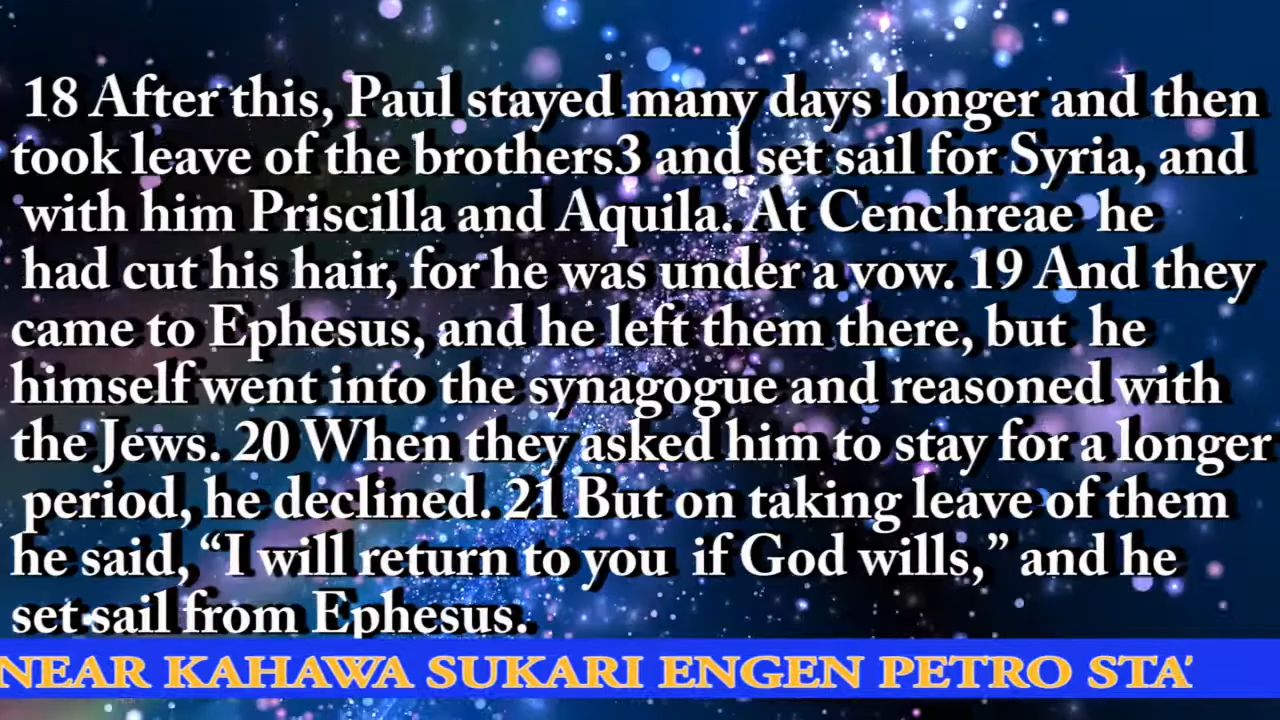 18 After this, Paul stayed many days longer and then
took leave of the brothers3 and set sail for Syria, and
with him Priscilla and Aquila. At Cenchreae he
had cut his hair, for he was under a vow. 19 And they
came to Ephesus, and he left them there, but he
himself went into the synagogue and reasoned with
the Jews. 20 When they asked him to stay for a longer
period, he declined. 21 But on taking leave of them
he said, “I will return to you if God wills,” and he
set sail from Ephesus.
NEAR KAHAWA SUKARI ENGEN PETRO